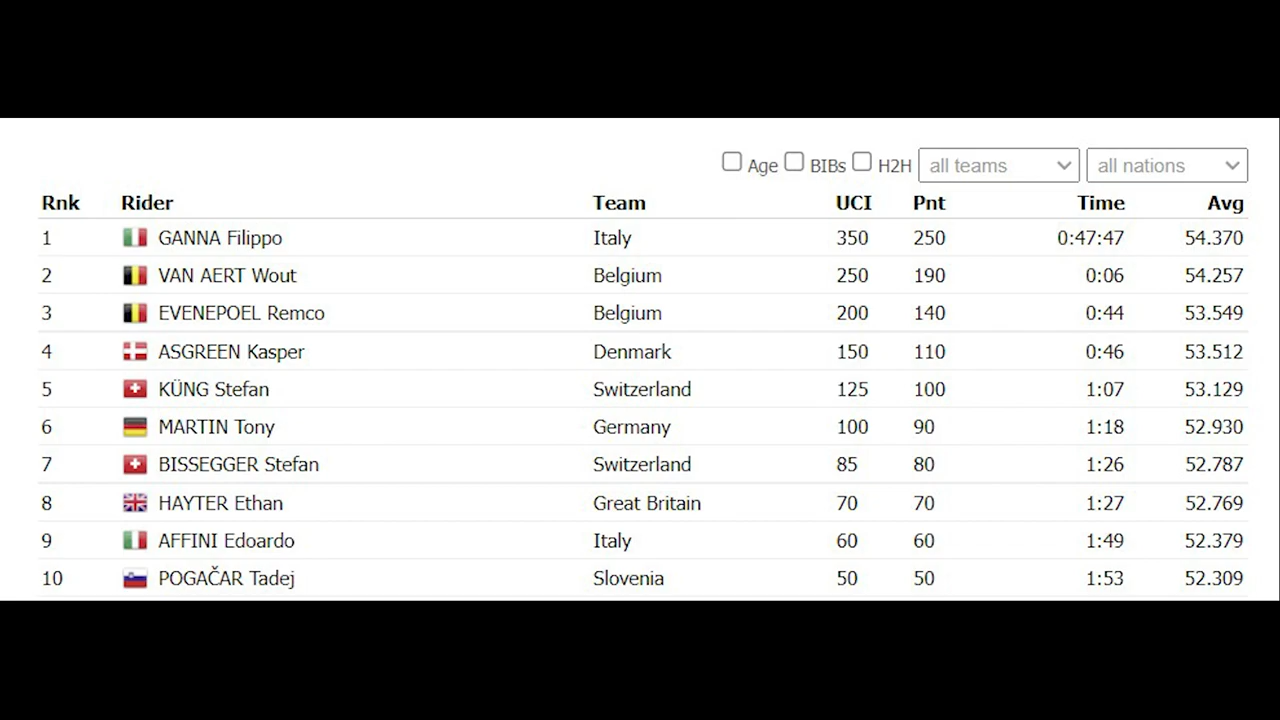 Age BIBs H2H all teams all nations
Rnk Rider Team UCI Pnt Time Avg
1 GANNA Filippo Italy 350 250 0:47:47 54.370
2 VAN AERT Wout Belgium 250 190 0:06 54.257
3 EVENEPOEL Remco Belgium 200 140 0:44 53.549
4 ASGREEN Kasper Denmark 150 110 0:46 53.512
5 KÜNG Stefan Switzerland 125 100 1:07 53.129
6 MARTIN Tony Germany 100 90 1:18 52.930
7 BISSEGGER Stefan Switzerland 85 80 1:26 52.787
8 HAYTER Ethan Great Britain 70 70 1:27 52.769
9 AFFINI Edoardo Italy 60 60 1:49 52.379
10 POGAČAR Tadej Slovenia 50 50 1:53 52.309